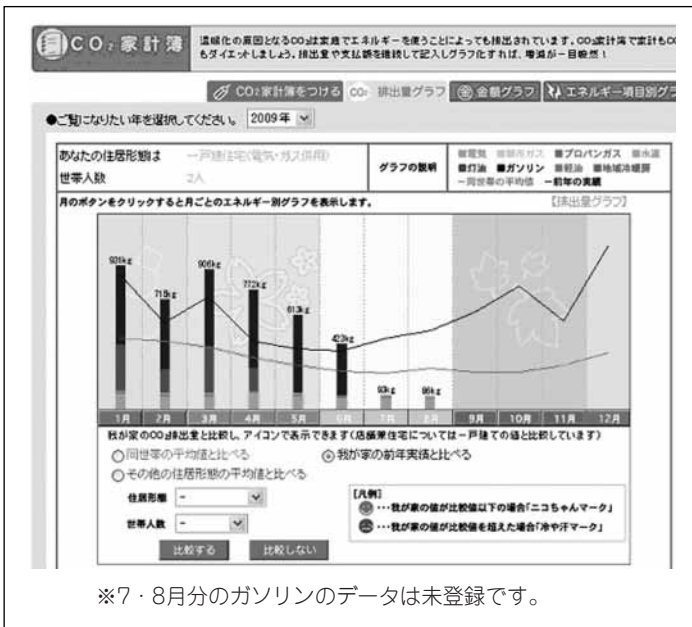 CO₂家計簿
温暖化の原因となるCO₂は家庭でエネルギーを使うことによっても排出されています。CO₂家計簿で家計もCO
もダイエットしましょう。排出量や支払額を継続して記入しグラフ化すれば、増減が一目瞭然！
CO₂家計簿をつける
CO₂ 排出量グラフ
金額グラフ
エネルギー項目別グラ
●ご覧になりたい年を選択してください。 2009年
あなたの住居形態は 一戸建住宅(電気・ガス併用)
世帯人数 2人
グラフの説明
■電気 ■都市ガス ■プロパンガス ■水道
■灯油 ■ガソリン ■軽油 ■地域冷暖房
－同世帯の平均値 －前年の実績
月のボタンをクリックすると月ごとのエネルギー別グラフを表示します。
【排出量グラフ】
715kg
906kg
772kg
613kg
423kg
93kg
96kg
1月 2月 3月 4月 5月 6月 7月 8月 9月 10月 11月 12月
我が家のCO₂排出量と比較し、アイコンで表示できます(店舗兼住宅については一戸建ての値と比較しています)
同世帯の平均値と比べる
我が家の前年実績と比べる
その他の住居形態の平均値と比べる
住居形態 -
世帯人数 -
比較する
比較しない
【凡例】
…我が家の値が比較値以下の場合「ニコちゃんマーク」
…我が家の値が比較値を超えた場合「冷や汗マーク」
※7・8月分のガソリンのデータは未登録です。